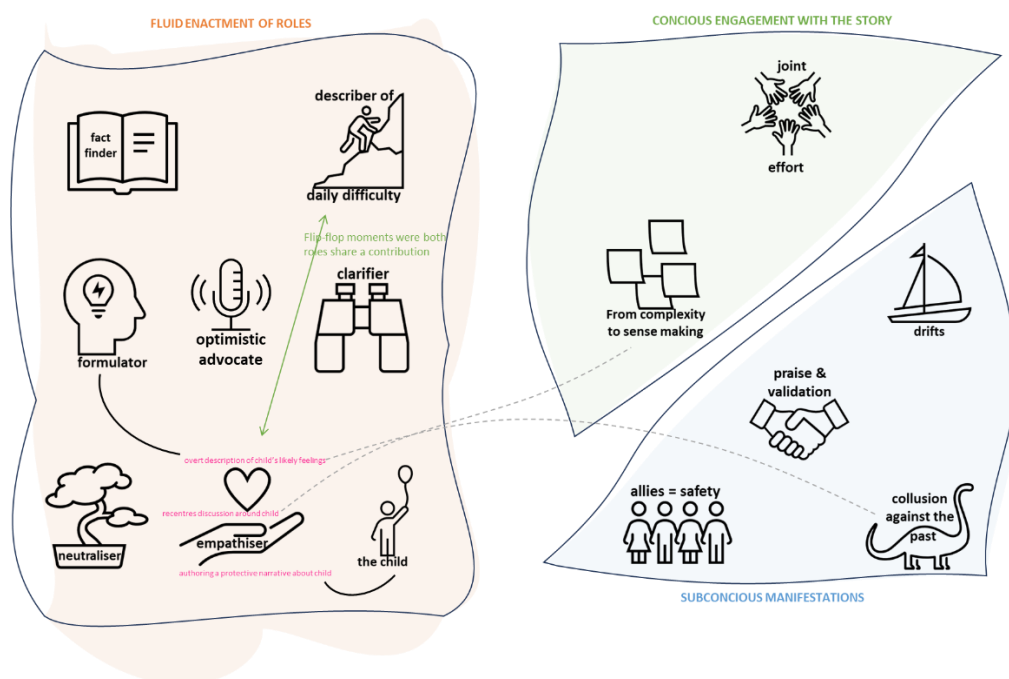 FLUID ENACTMENT OF ROLES
fact
finder
describer of
daily difficulty
Flip-flop moments were both
roles share a contribution
formulator
optimistic
advocate
clarifier
overt description of child's likely feelings
recentres discussion around child
empathiser
authoring a protective narrative about child
neutraliser
the child
CONCIOUS ENGAGEMENT WITH THE STORY
joint
effort
From complexity
to sense making
drifts
praise &
validation
allies = safety
collusion
against the
past
SUBCONCIOUS MANIFESTATIONS